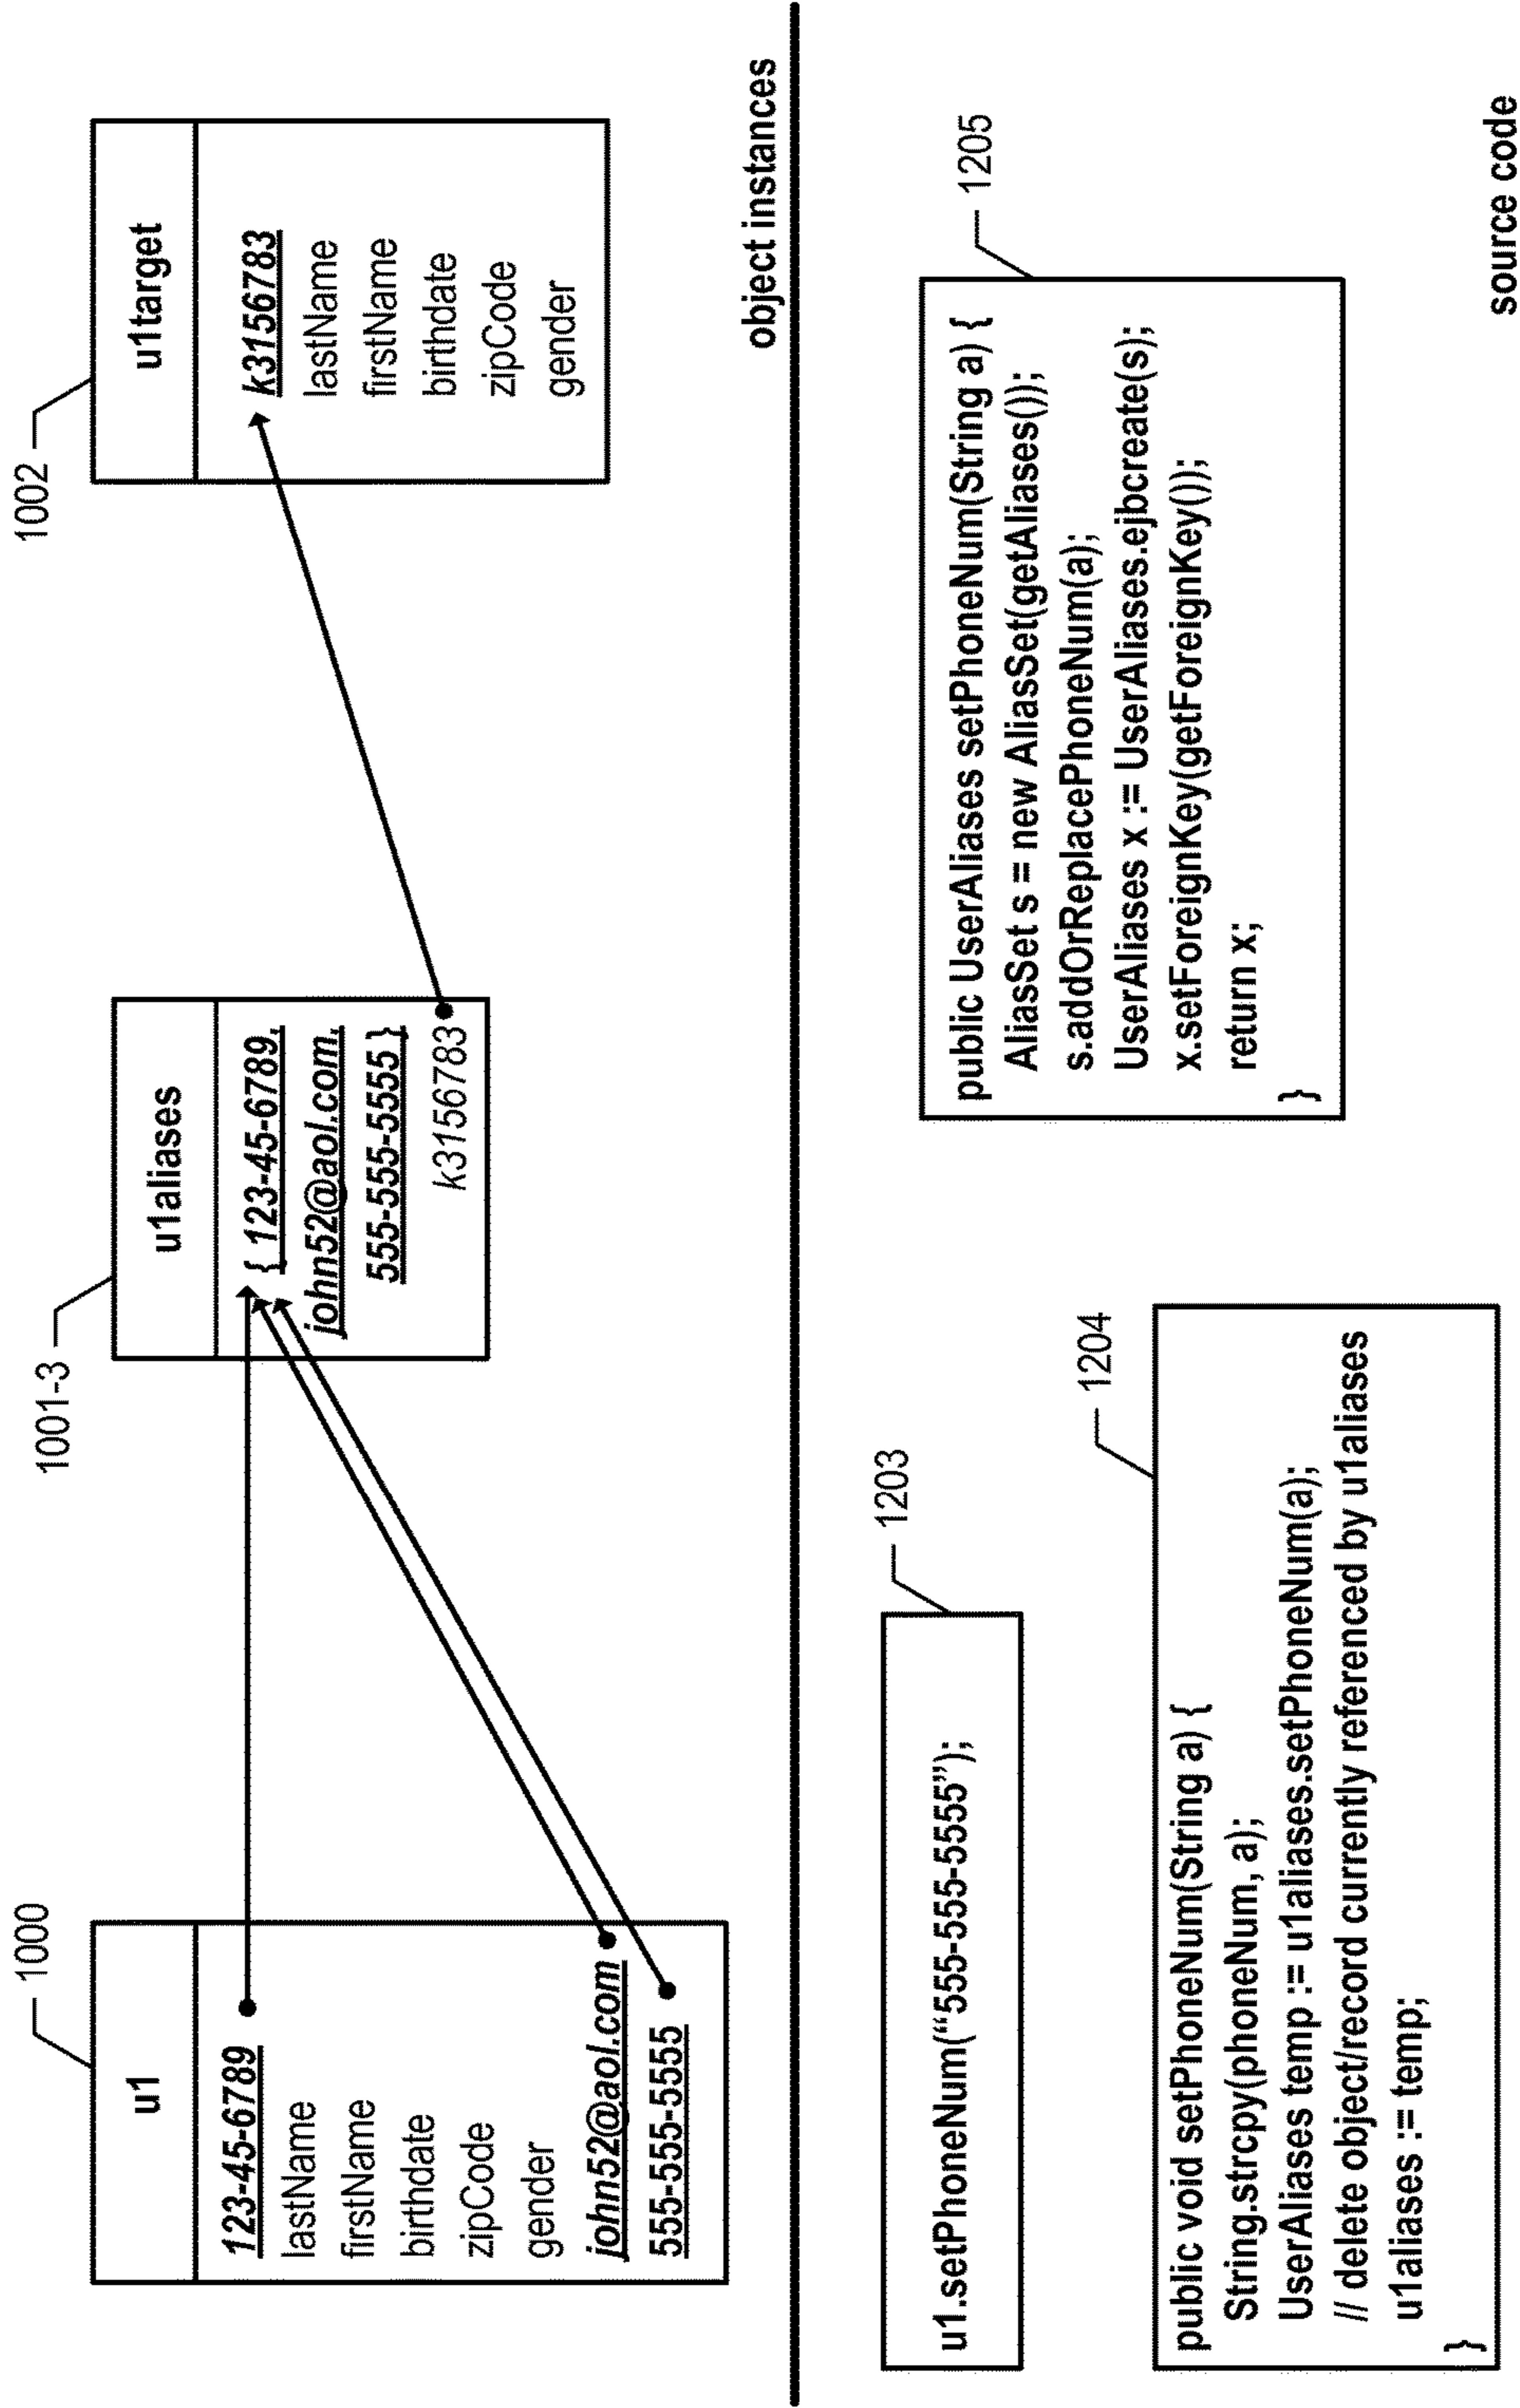 1000
u1
123-45-6789
lastName
firstName
birthdate
zipCode
gender
john52@aol.com
555-555-5555
1001-3
u1aliases
{ 123-45-6789,
john52@aol.com,
555-555-5555 }
k3156783
1002
u1target
k3156783
lastName
firstName
birthdate
zipCode
gender
object instances
1203
u1.setPhoneNum(“555-555-5555”);
1204
public void setPhoneNum(String a) {
String.strcpy(phoneNum, a);
UserAliases temp := u1aliases.setPhoneNum(a);
// delete object/record currently referenced by u1aliases
u1aliases := temp;
}
1205
public UserAliases setPhoneNum(String a) {
AliasSet s = new AliasSet(getAliases());
s.addOrReplacePhoneNum(a);
UserAliases x := UserAliases.ejbcreate(s);
x.setForeignKey(getForeignKey());
return x;
}
source code